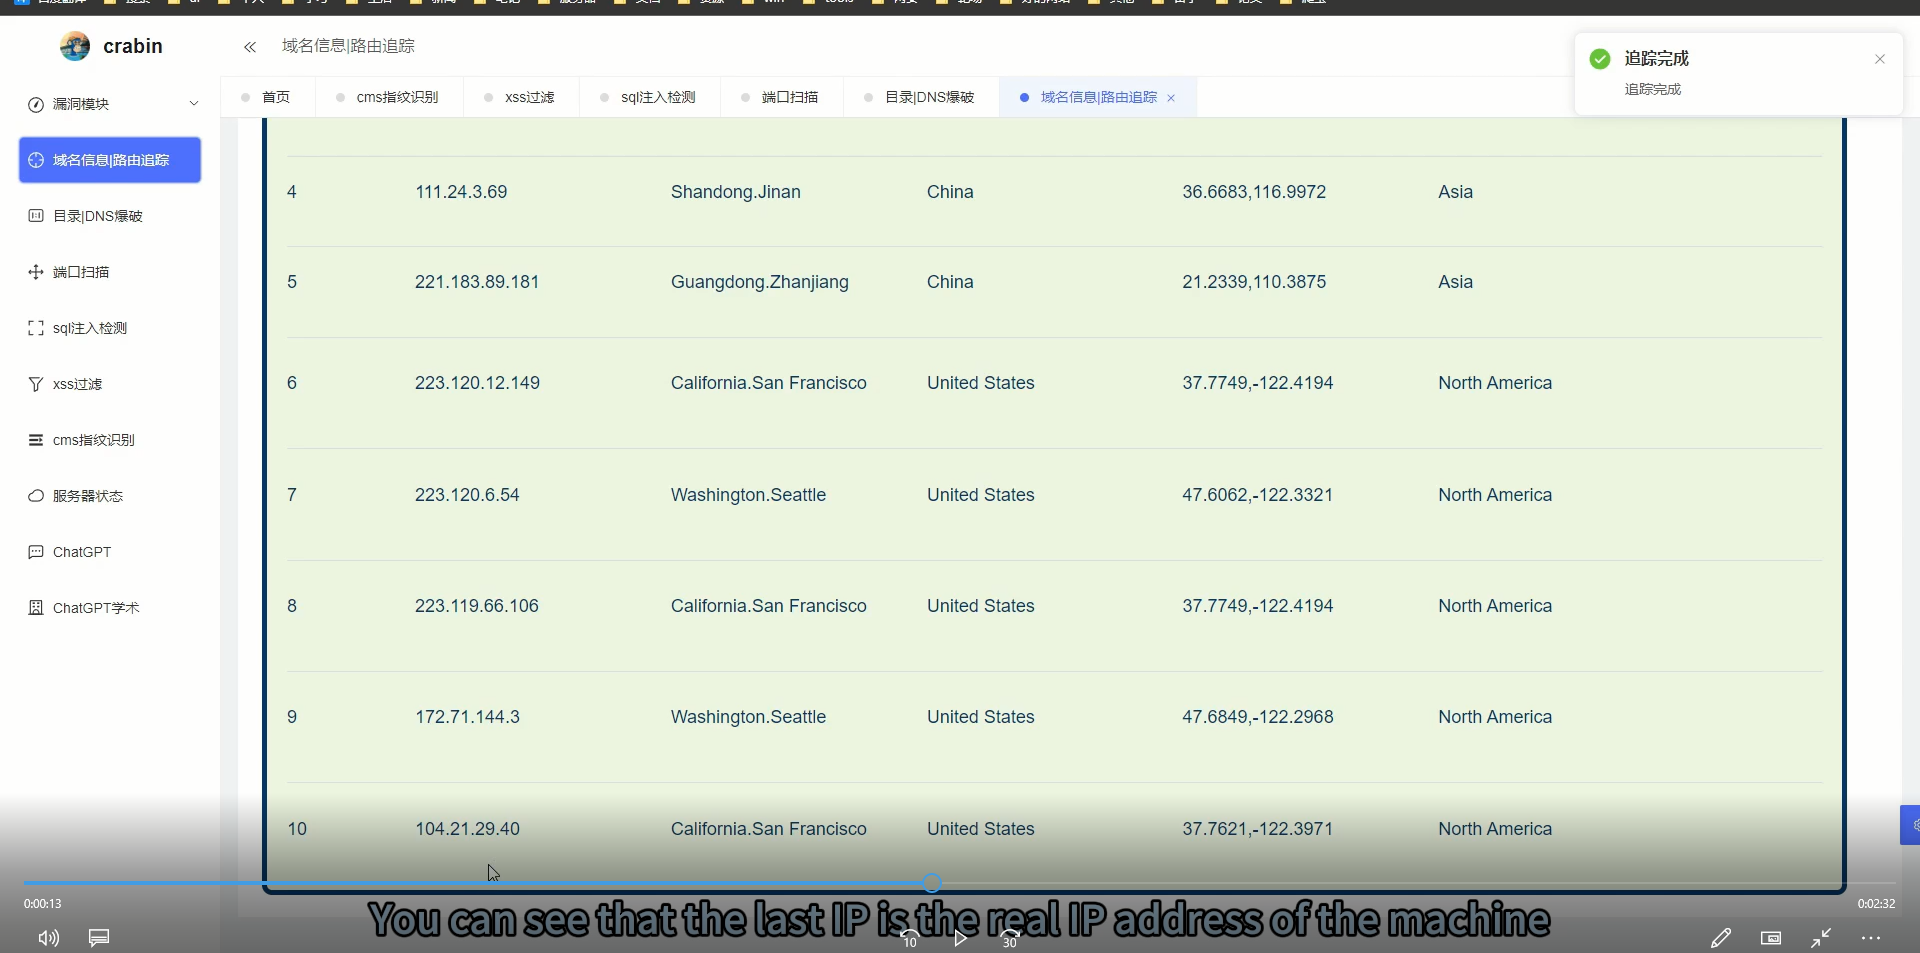 crabin
域名信息|路由追踪
追踪完成
追踪完成
首页
cms指纹识别
xss过滤
sql注入检测
端口扫描
目录|DNS爆破
域名信息|路由追踪
漏洞模块
域名信息|路由追踪
目录|DNS爆破
端口扫描
sql注入检测
xss过滤
cms指纹识别
服务器状态
ChatGPT
ChatGPT学术
4 111.24.3.69 Shandong.Jinan China 36.6683,116.9972 Asia
5 221.183.89.181 Guangdong.Zhanjiang China 21.2339,110.3875 Asia
6 223.120.12.149 California.San Francisco United States 37.7749,-122.4194 North America
7 223.120.6.54 Washington.Seattle United States 47.6062,-122.3321 North America
8 223.119.66.106 California.San Francisco United States 37.7749,-122.4194 North America
9 172.71.144.3 Washington.Seattle United States 47.6849,-122.2968 North America
10 104.21.29.40 California.San Francisco United States 37.7621,-122.3971 North America
0:00:13
0:02:32
You can see that the last IP is the real IP address of the machine
10
30